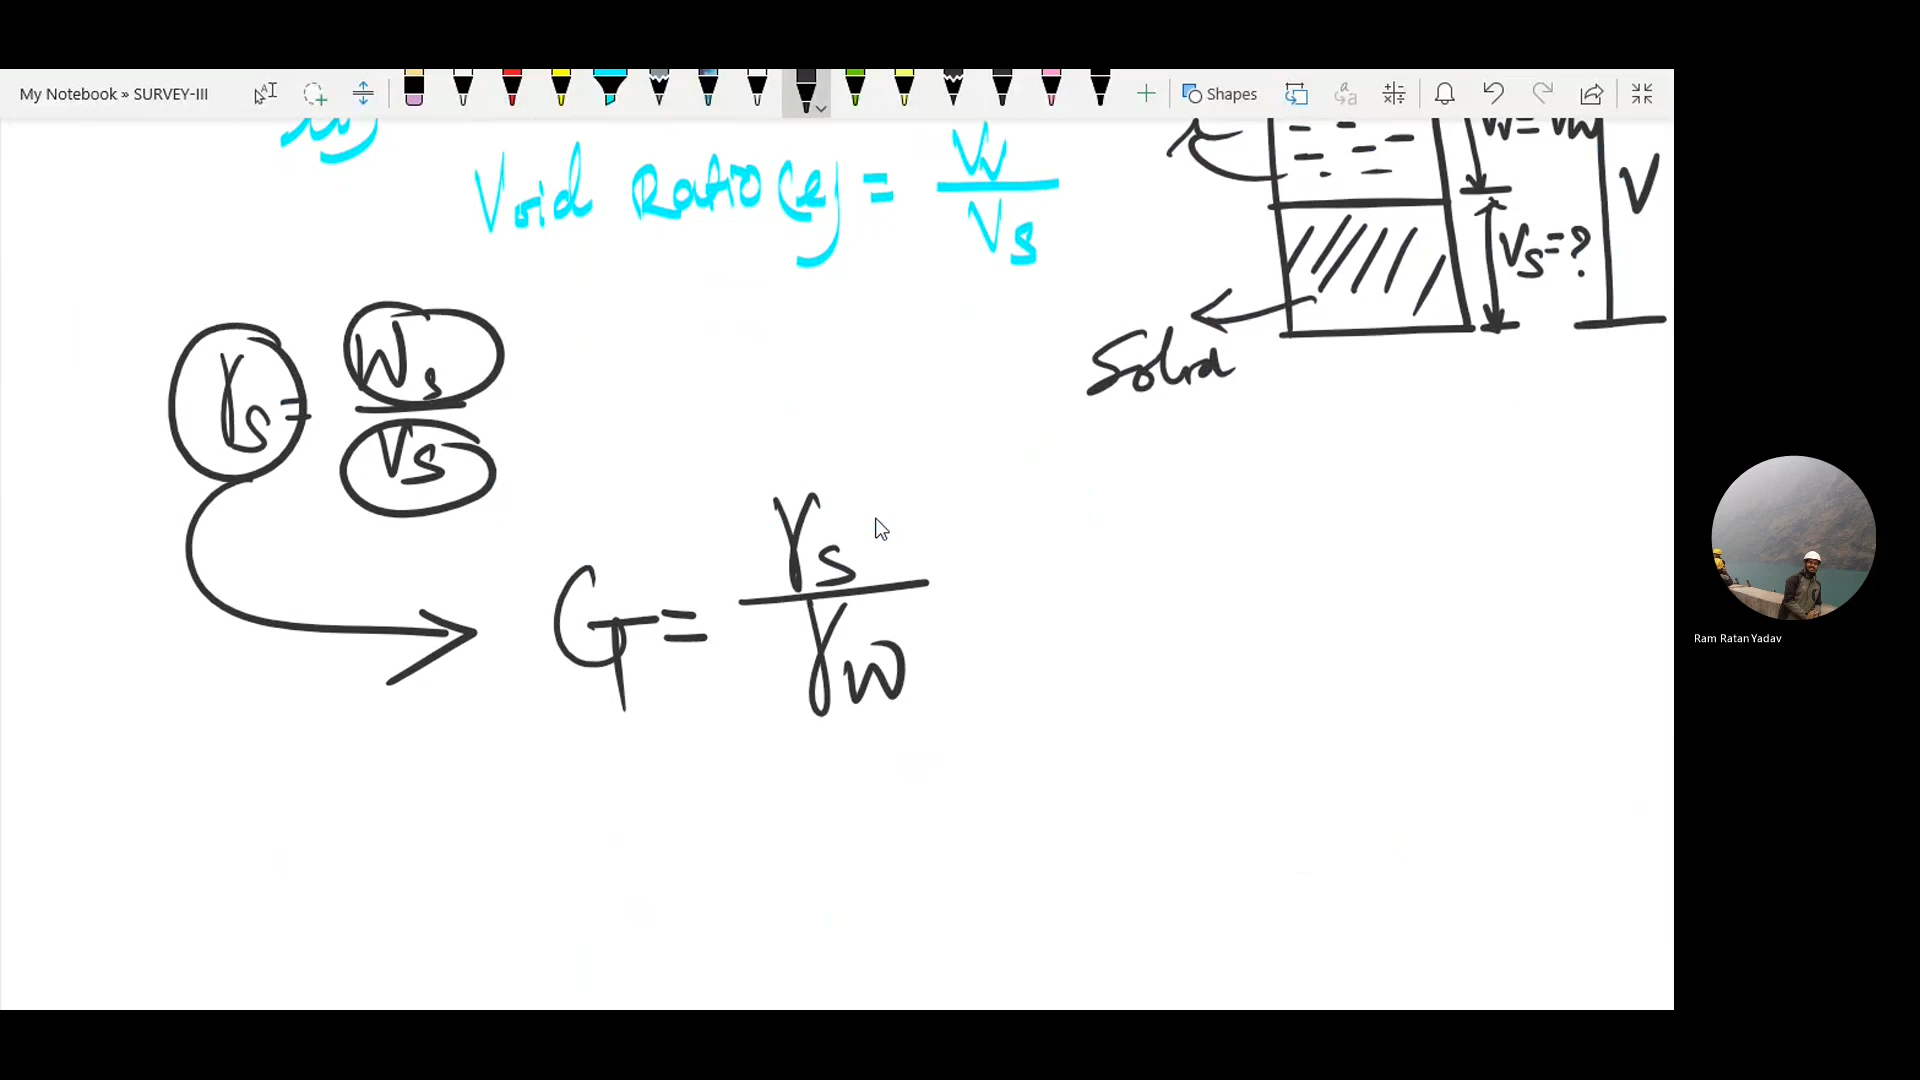 My Notebook » SURVEY-III
Shapes
Void Ratio (e) = Vv / Vs
V
Vs = ?
Solid
γs = Ws / Vs
G = γs / γw
Ram Ratan Yadav